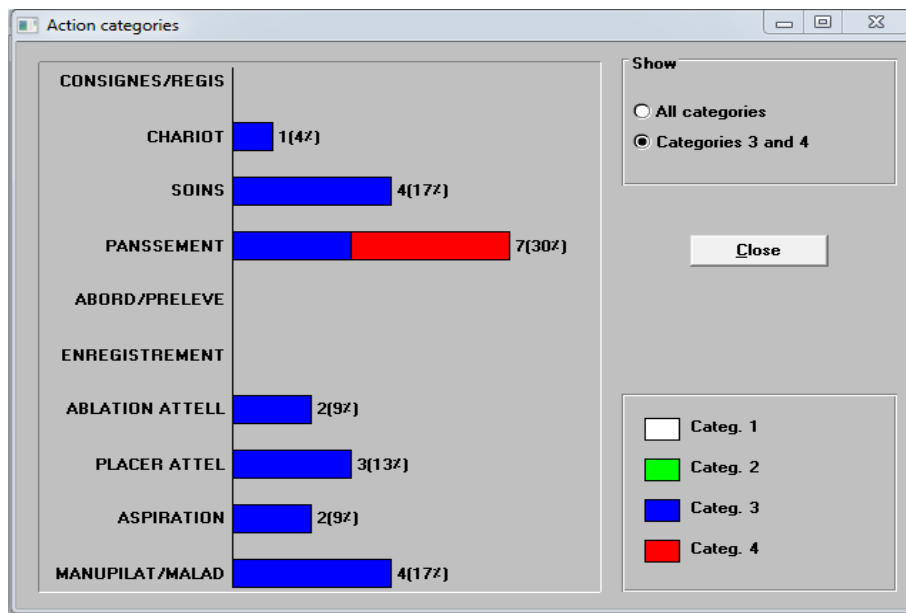 Action categories
CONSIGNES/REGIS
CHARIOT 1(4%)
SOINS 4(17%)
PANSSEMENT 7(30%)
ABORD/PRELEVE
ENREGISTREMENT
ABLATION ATTELL 2(9%)
PLACER ATTEL 3(13%)
ASPIRATION 2(9%)
MANUPILAT/MALAD 4(17%)
Show
All categories
Categories 3 and 4
Close
Categ. 1
Categ. 2
Categ. 3
Categ. 4